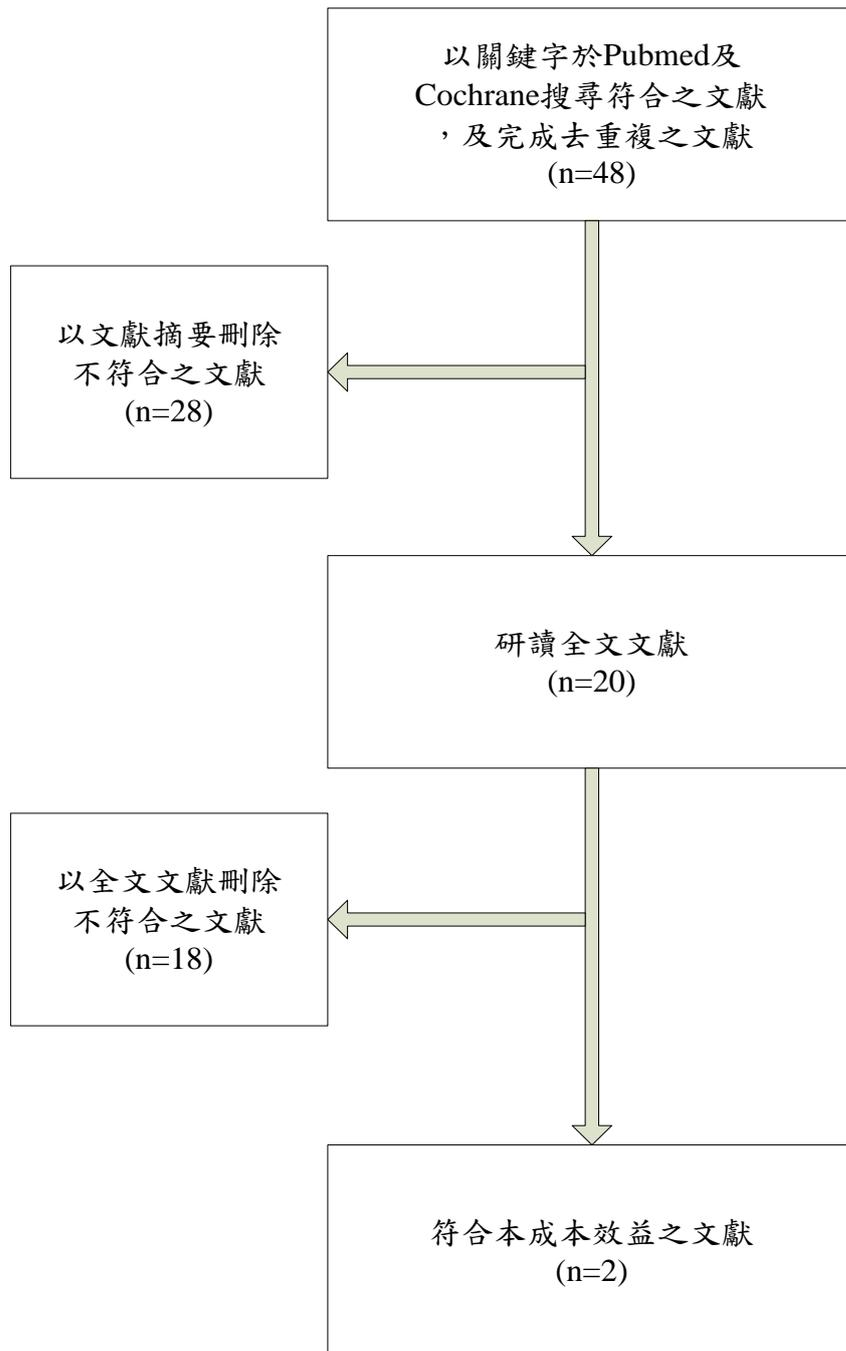 以關鍵字於Pubmed及
Cochrane搜尋符合之文獻
，及完成去重複之文獻
(n=48)
以文獻摘要刪除
不符合之文獻
(n=28)
研讀全文文獻
(n=20)
以全文文獻刪除
不符合之文獻
(n=18)
符合本成本效益之文獻
(n=2)